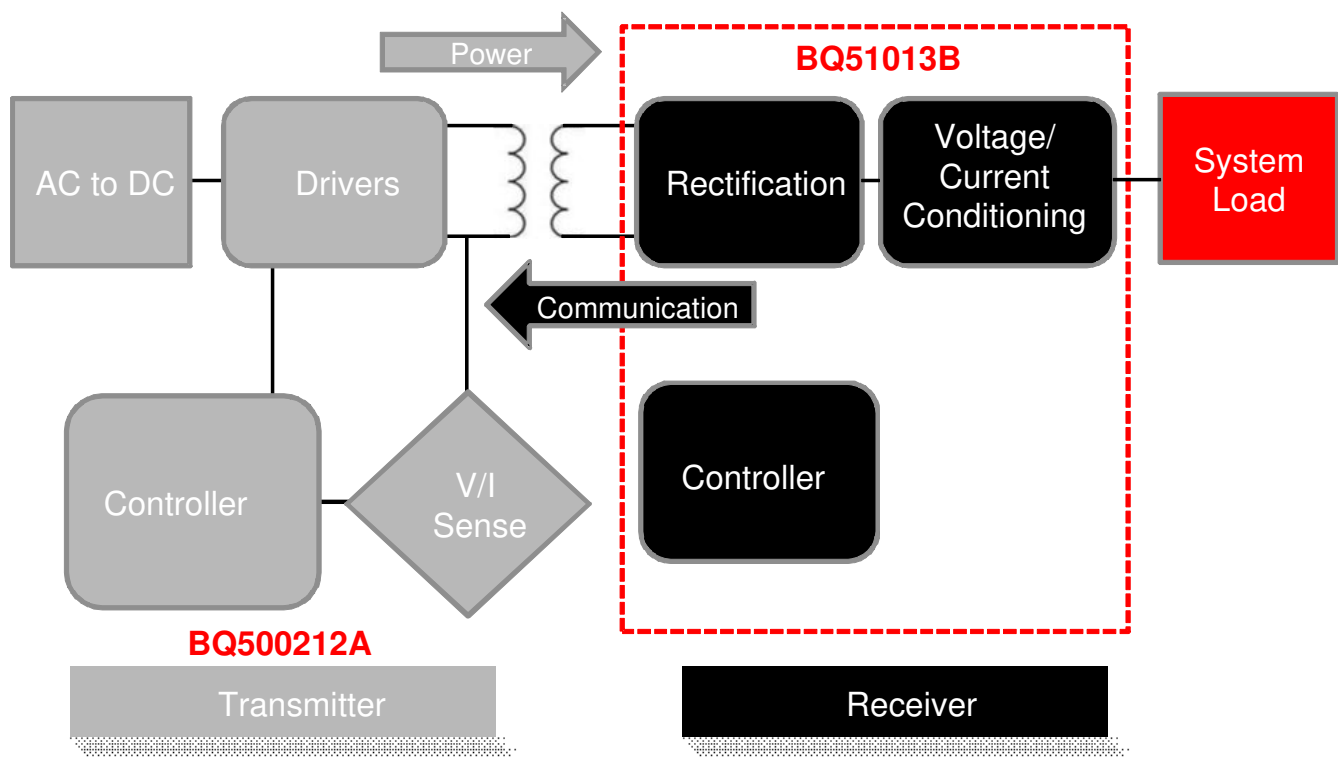 Power
BQ51013B
AC to DC
Drivers
Rectification
Voltage/
Current
Conditioning
System
Load
Communication
Controller
V/I
Sense
Controller
BQ500212A
Transmitter
Receiver